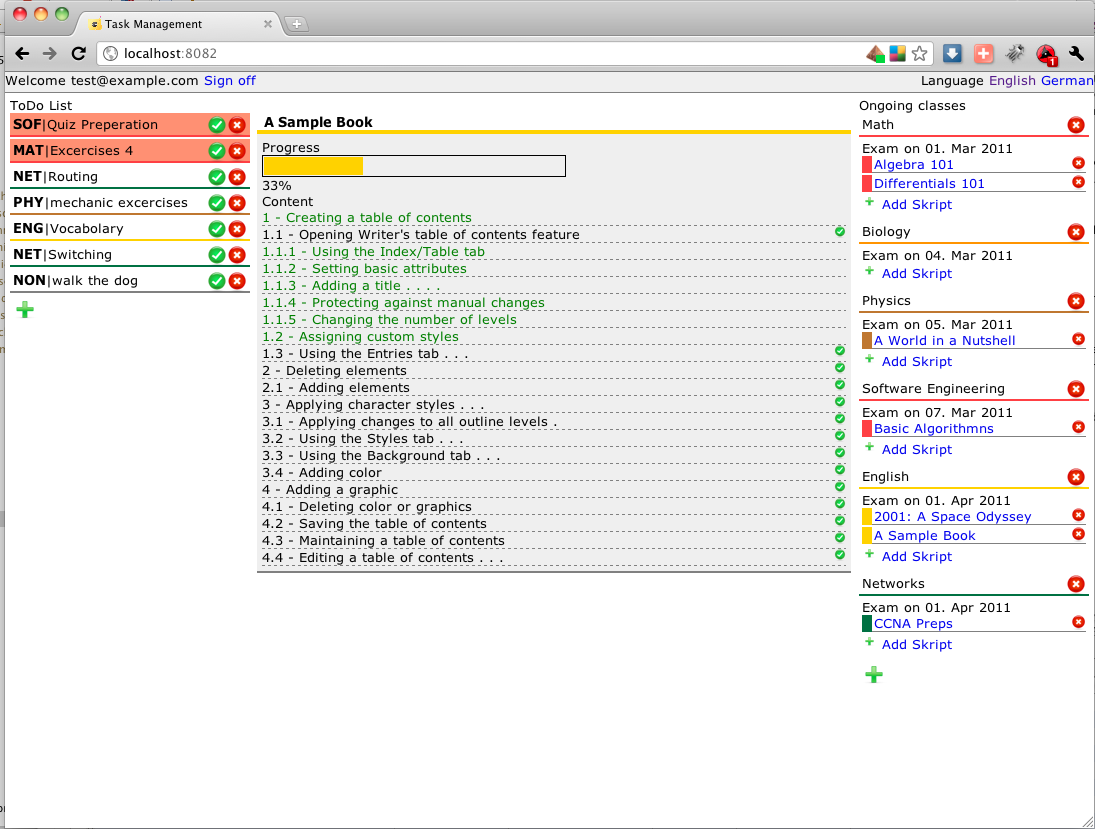 Task Management
localhost:8082
1
Welcome test@example.com Sign off
Language English German
ToDo List
SOF|Quiz Preperation
MAT|Excercises 4
NET|Routing
PHY|mechanic excercises
ENG|Vocabolary
NET|Switching
NON|walk the dog
A Sample Book
Progress
33%
Content
1 - Creating a table of contents
1.1 - Opening Writer's table of contents feature
1.1.1 - Using the Index/Table tab
1.1.2 - Setting basic attributes
1.1.3 - Adding a title . . . .
1.1.4 - Protecting against manual changes
1.1.5 - Changing the number of levels
1.2 - Assigning custom styles
1.3 - Using the Entries tab . . .
2 - Deleting elements
2.1 - Adding elements
3 - Applying character styles . . .
3.1 - Applying changes to all outline levels .
3.2 - Using the Styles tab . . .
3.3 - Using the Background tab . . .
3.4 - Adding color
4 - Adding a graphic
4.1 - Deleting color or graphics
4.2 - Saving the table of contents
4.3 - Maintaining a table of contents
4.4 - Editing a table of contents . . .
Ongoing classes
Math
Exam on 01. Mar 2011
Algebra 101
Differentials 101
Add Skript
Biology
Exam on 04. Mar 2011
Add Skript
Physics
Exam on 05. Mar 2011
A World in a Nutshell
Add Skript
Software Engineering
Exam on 07. Mar 2011
Basic Algorithmns
Add Skript
English
Exam on 01. Apr 2011
2001: A Space Odyssey
A Sample Book
Add Skript
Networks
Exam on 01. Apr 2011
CCNA Preps
Add Skript